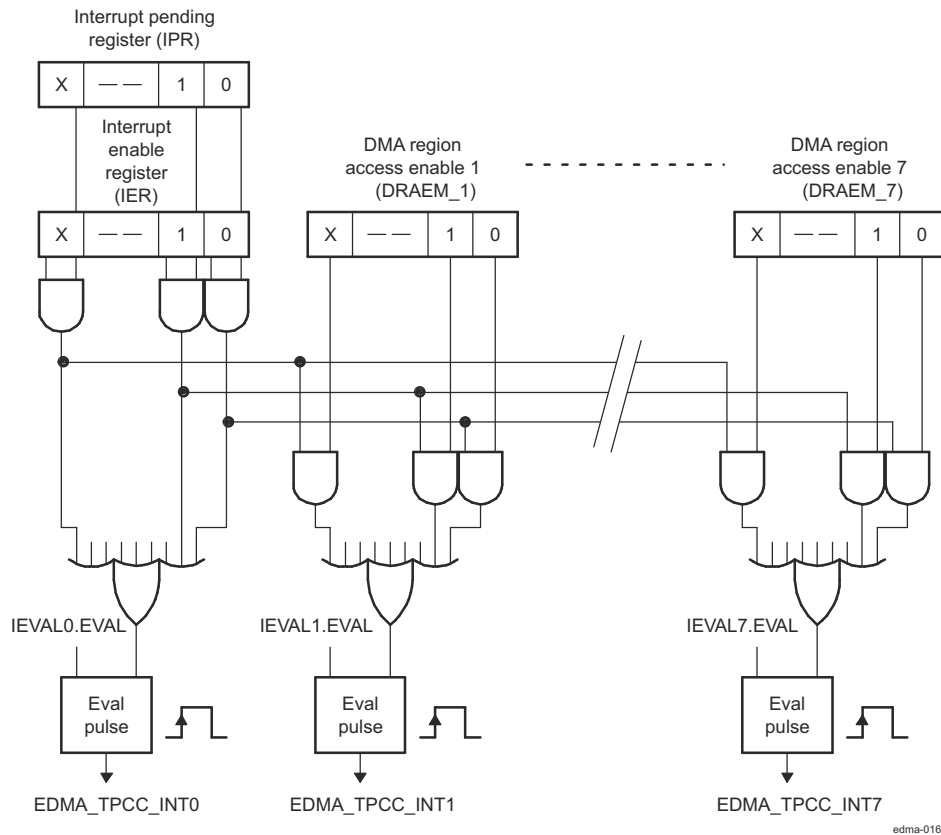 Interrupt pending
register (IPR)
X — — 1 0
Interrupt
enable
register
(IER)
X — — 1 0
DMA region
access enable 1
(DRAEM_1)
X — — 1 0
DMA region
access enable 7
(DRAEM_7)
X — — 1 0
IEVAL0.EVAL
IEVAL1.EVAL
IEVAL7.EVAL
Eval
pulse
Eval
pulse
Eval
pulse
EDMA_TPCC_INT0
EDMA_TPCC_INT1
EDMA_TPCC_INT7
edma-016